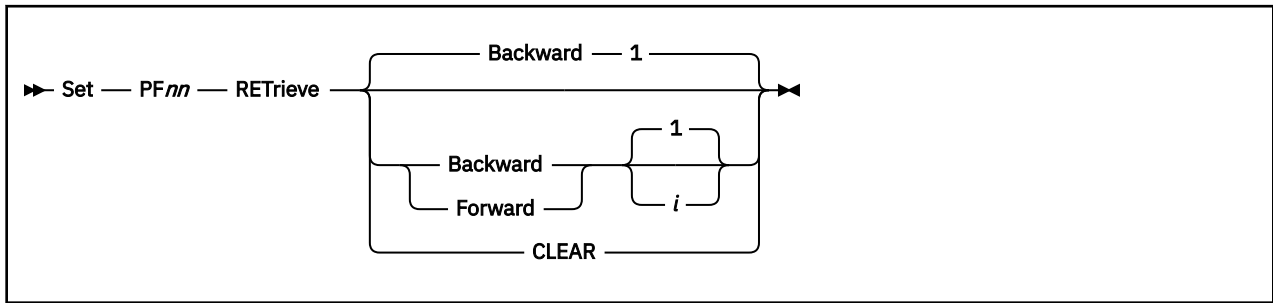 Backward 1
Set PFnn RETrieve
1
Backward
i
Forward
CLEAR